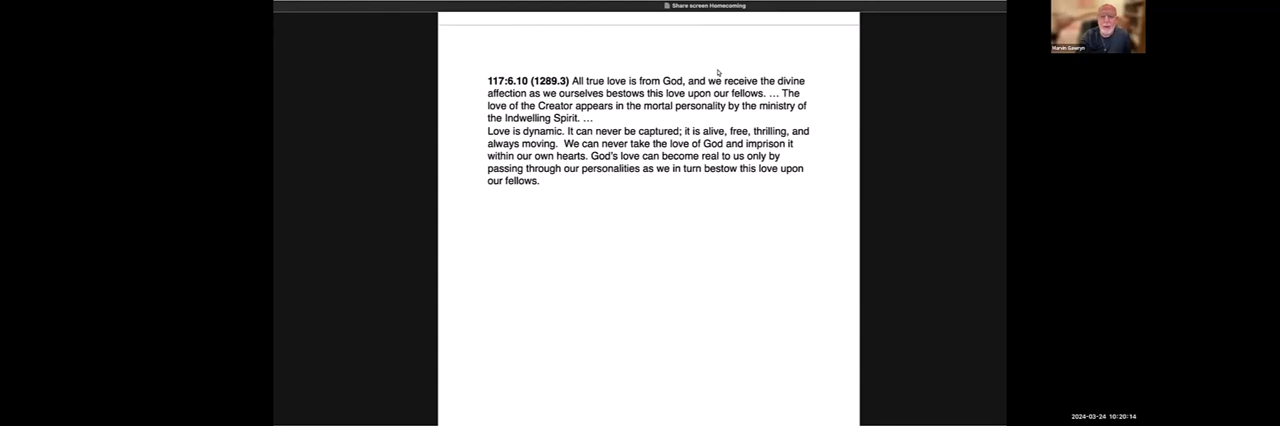 Share screen Homecoming
Marvin Gawryn
117:6.10 (1289.3) All true love is from God, and we receive the divine
affection as we ourselves bestows this love upon our fellows. … The
love of the Creator appears in the mortal personality by the ministry of
the Indwelling Spirit. …
Love is dynamic. It can never be captured; it is alive, free, thrilling, and
always moving.  We can never take the love of God and imprison it
within our own hearts. God's love can become real to us only by
passing through our personalities as we in turn bestow this love upon
our fellows.
2024-03-24 10:20:14